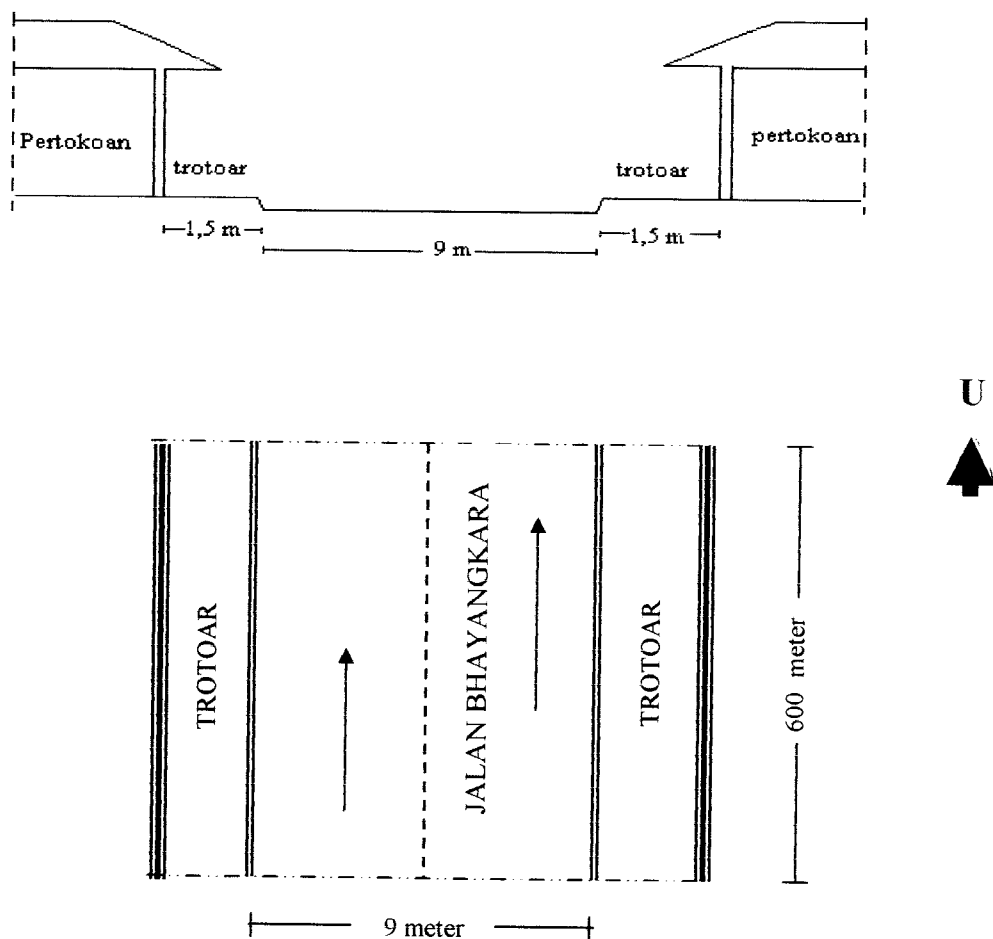 Pertokoan
pertokoan
trotoar
trotoar
1,5 m
9 m
1,5 m
U
TROTOAR
JALAN BHAYANGKARA
TROTOAR
600 meter
9 meter